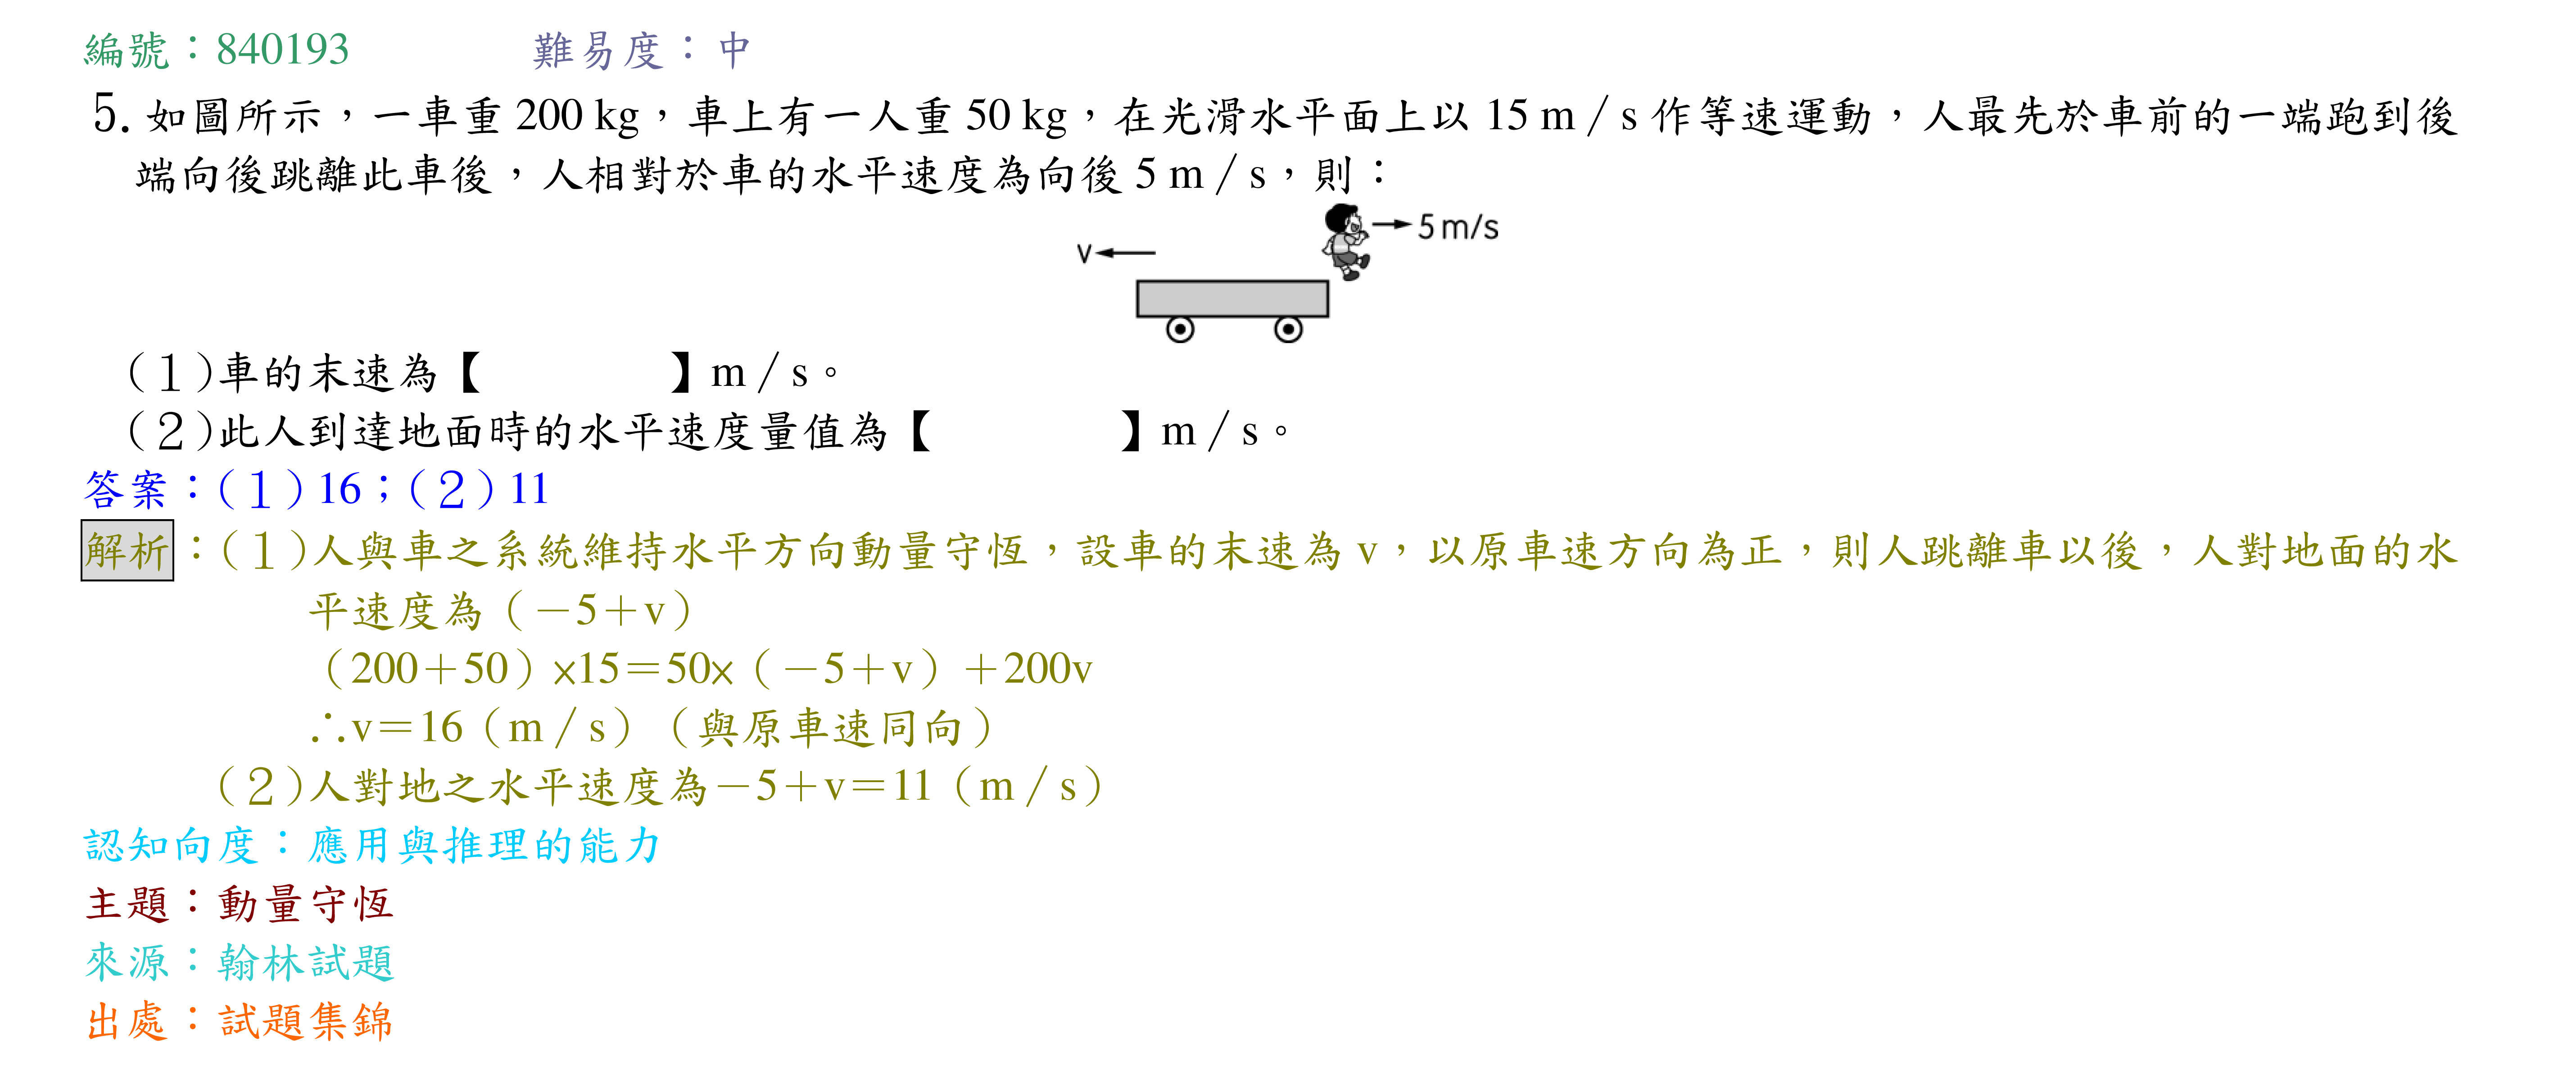 編號：840193 難易度：中
5. 如圖所示，一車重 200 kg，車上有一人重 50 kg，在光滑水平面上以 15 m／s 作等速運動，人最先於車前的一端跑到後
端向後跳離此車後，人相對於車的水平速度為向後 5 m／s，則：
5 m/s
v
（1）車的末速為【 】m／s。
（2）此人到達地面時的水平速度量值為【 】m／s。
答案：（1）16；（2）11
解析：（1）人與車之系統維持水平方向動量守恆，設車的末速為 v，以原車速方向為正，則人跳離車以後，人對地面的水
平速度為（－5＋v）
（200＋50）×15＝50×（－5＋v）＋200v
∴v＝16（m／s）（與原車速同向）
（2）人對地之水平速度為－5＋v＝11（m／s）
認知向度：應用與推理的能力
主題：動量守恆
來源：翰林試題
出處：試題集錦